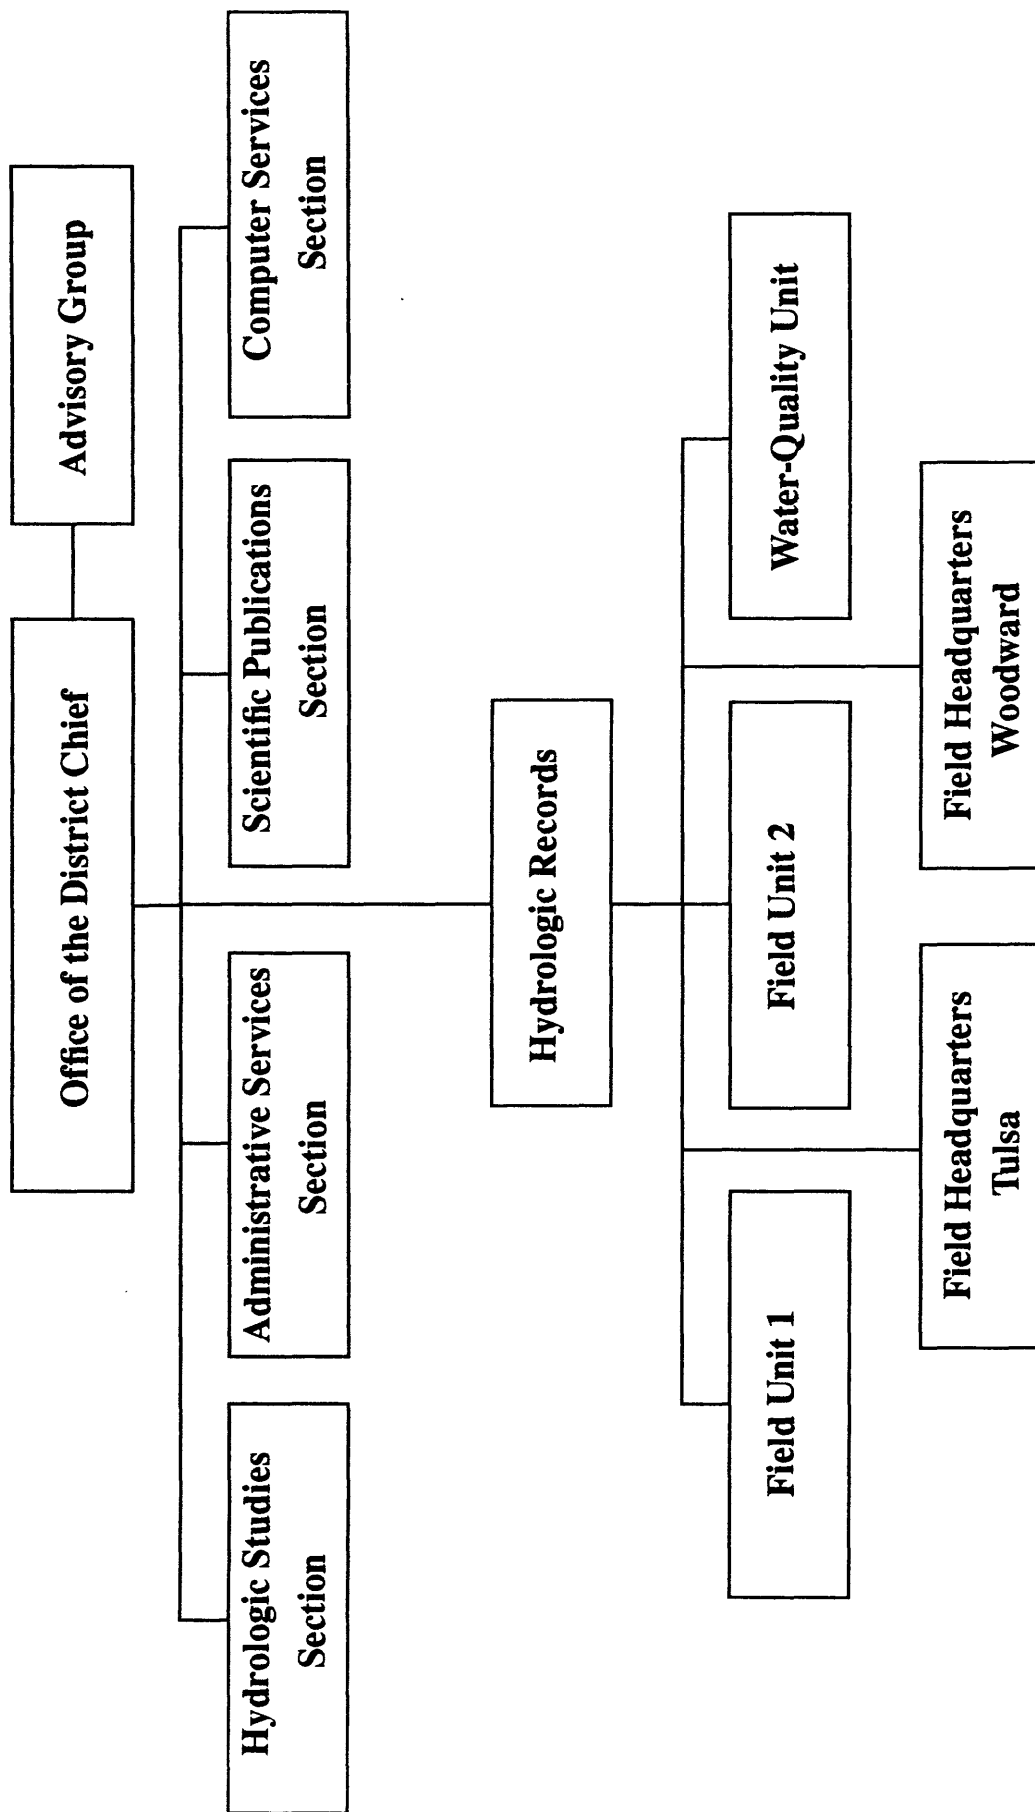 Office of the District Chief
Advisory Group
Hydrologic Studies
Section
Administrative Services
Section
Scientific Publications
Section
Computer Services
Section
Hydrologic Records
Field Unit 1
Field Unit 2
Water-Quality Unit
Field Headquarters
Tulsa
Field Headquarters
Woodward